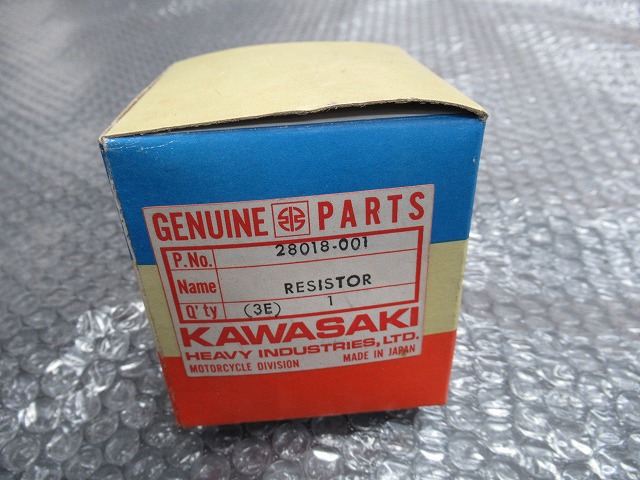 GENUINE PARTS
P.No. 28018-001
Name RESISTOR
Q'ty (3E) 1
KAWASAKI
HEAVY INDUSTRIES, LTD.
MOTORCYCLE DIVISION MADE IN JAPAN